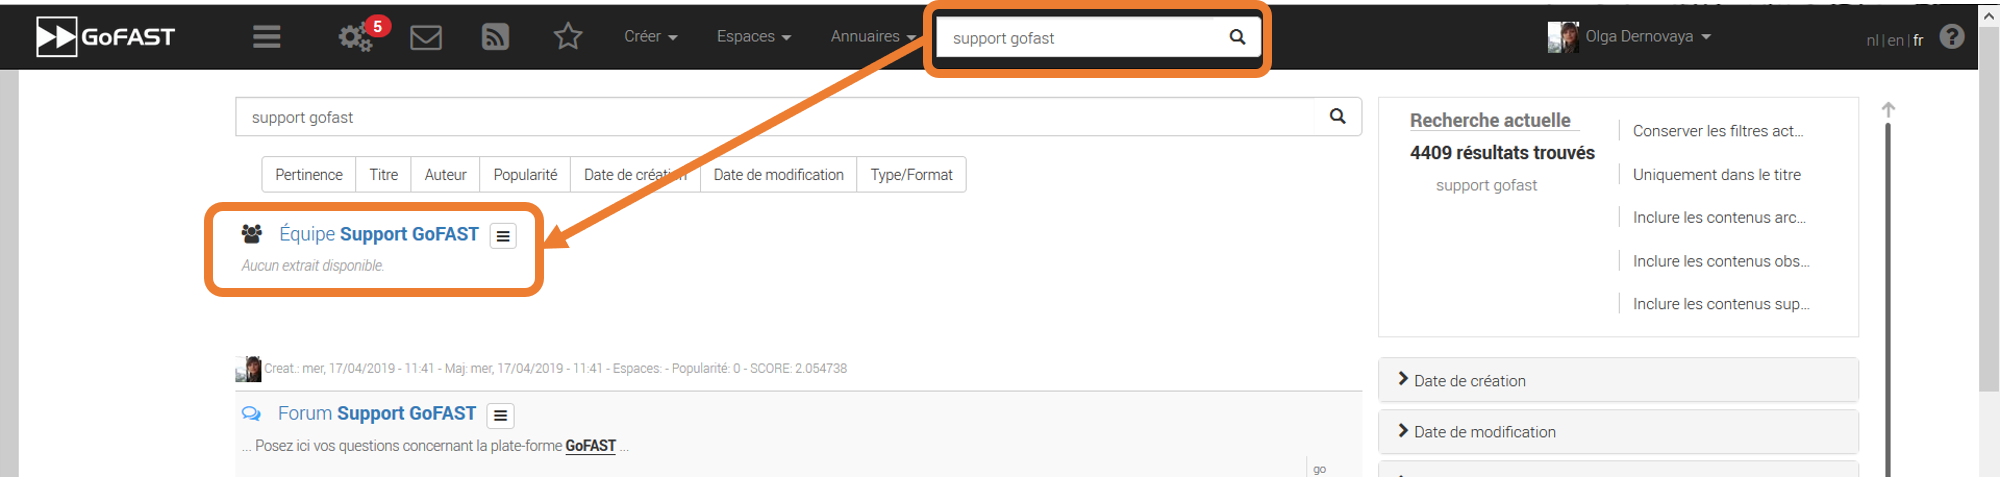 GoFAST
5
Créer
Espaces
Annuaires
support gofast
Olga Dernovaya
nl | en | fr
?
support gofast
Pertinence
Titre
Auteur
Popularité
Date de création
Date de modification
Type/Format
Équipe Support GoFAST
Aucun extrait disponible.
Creat.: mer, 17/04/2019 - 11:41 - Maj: mer, 17/04/2019 - 11:41 - Espaces: - Popularité: 0 - SCORE: 2.054738
Forum Support GoFAST
... Posez ici vos questions concernant la plate-forme GoFAST ...
go
Recherche actuelle
4409 résultats trouvés
support gofast
Conserver les filtres act...
Uniquement dans le titre
Inclure les contenus arc...
Inclure les contenus obs...
Inclure les contenus sup...
Date de création
Date de modification